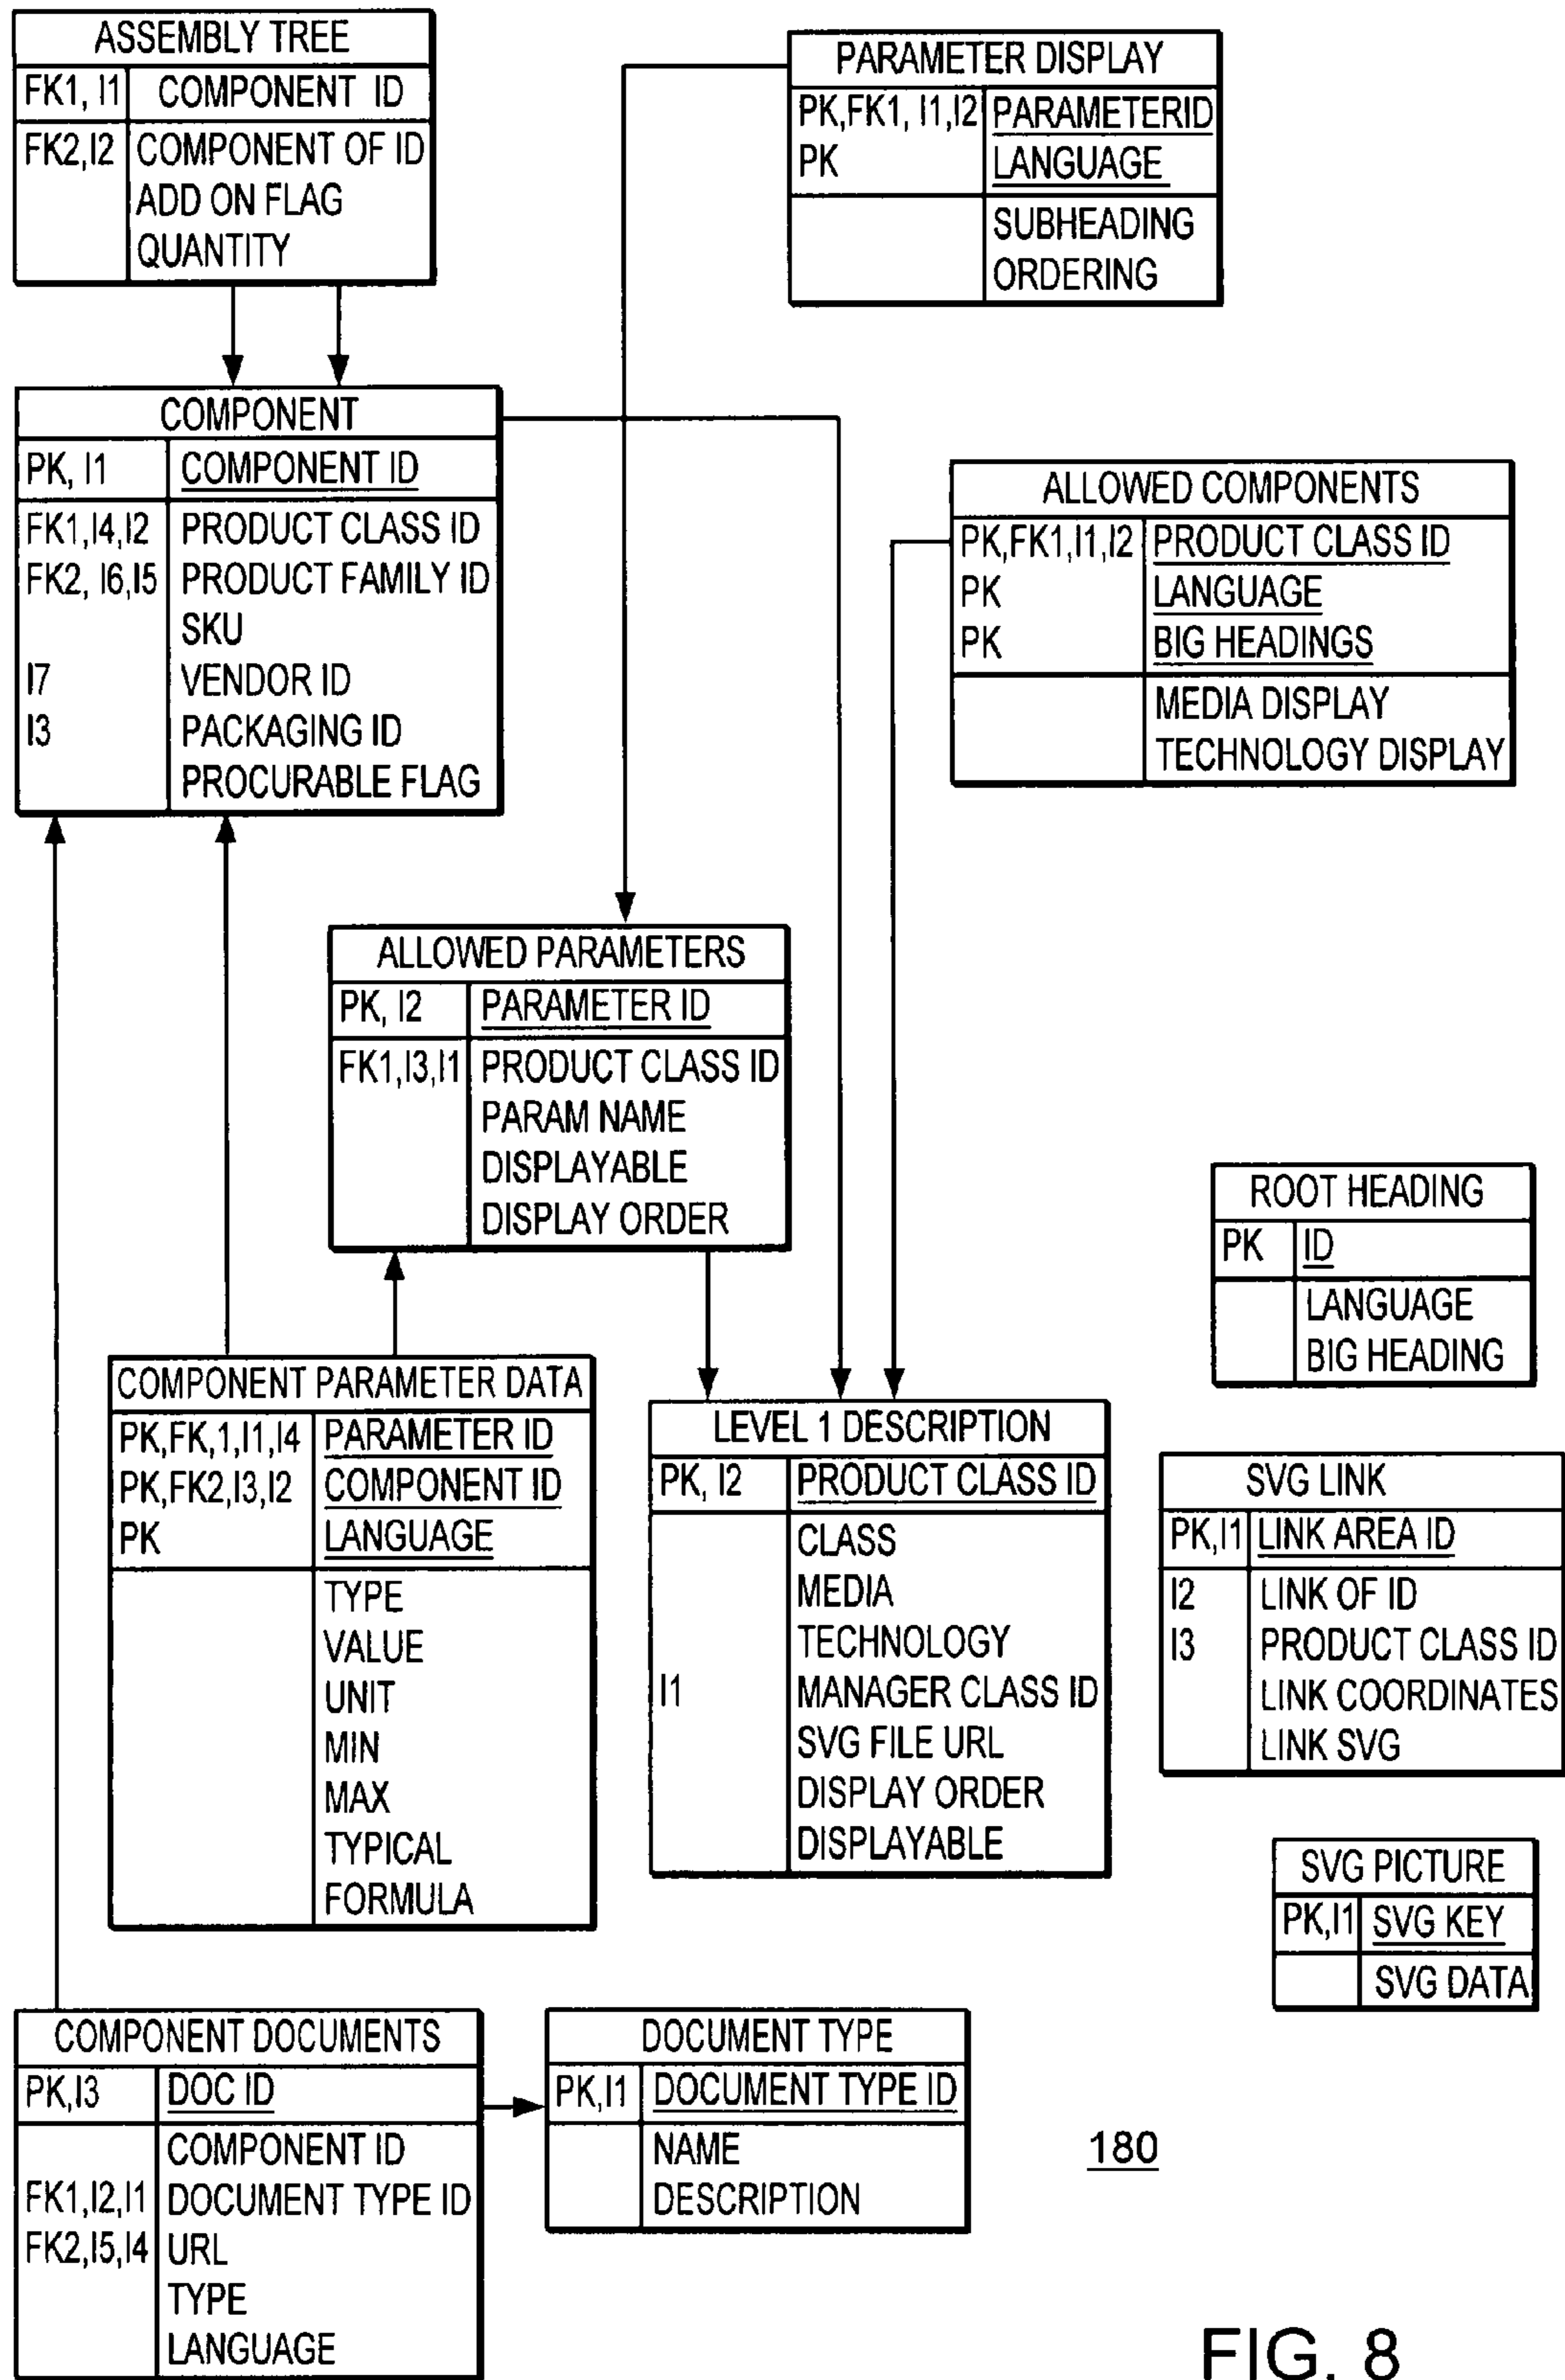 ASSEMBLY TREE
FK1, I1 COMPONENT ID
FK2,I2 COMPONENT OF ID
ADD ON FLAG
QUANTITY
PARAMETER DISPLAY
PK,FK1, I1,I2 PARAMETERID
PK LANGUAGE
SUBHEADING
ORDERING
COMPONENT
PK, I1 COMPONENT ID
FK1,I4,I2 PRODUCT CLASS ID
FK2, I6,I5 PRODUCT FAMILY ID
SKU
I7 VENDOR ID
I3 PACKAGING ID
PROCURABLE FLAG
ALLOWED COMPONENTS
PK,FK1,I1,I2 PRODUCT CLASS ID
PK LANGUAGE
PK BIG HEADINGS
MEDIA DISPLAY
TECHNOLOGY DISPLAY
ALLOWED PARAMETERS
PK, I2 PARAMETER ID
FK1,I3,I1 PRODUCT CLASS ID
PARAM NAME
DISPLAYABLE
DISPLAY ORDER
ROOT HEADING
PK ID
LANGUAGE
BIG HEADING
COMPONENT PARAMETER DATA
PK,FK,1,I1,I4 PARAMETER ID
PK,FK2,I3,I2 COMPONENT ID
PK LANGUAGE
TYPE
VALUE
UNIT
MIN
MAX
TYPICAL
FORMULA
LEVEL 1 DESCRIPTION
PK, I2 PRODUCT CLASS ID
CLASS
MEDIA
TECHNOLOGY
I1 MANAGER CLASS ID
SVG FILE URL
DISPLAY ORDER
DISPLAYABLE
SVG LINK
PK,I1 LINK AREA ID
I2 LINK OF ID
I3 PRODUCT CLASS ID
LINK COORDINATES
LINK SVG
SVG PICTURE
PK,I1 SVG KEY
SVG DATA
COMPONENT DOCUMENTS
PK,I3 DOC ID
COMPONENT ID
FK1,I2,I1 DOCUMENT TYPE ID
FK2,I5,I4 URL
TYPE
LANGUAGE
DOCUMENT TYPE
PK,I1 DOCUMENT TYPE ID
NAME
DESCRIPTION
180
FIG. 8